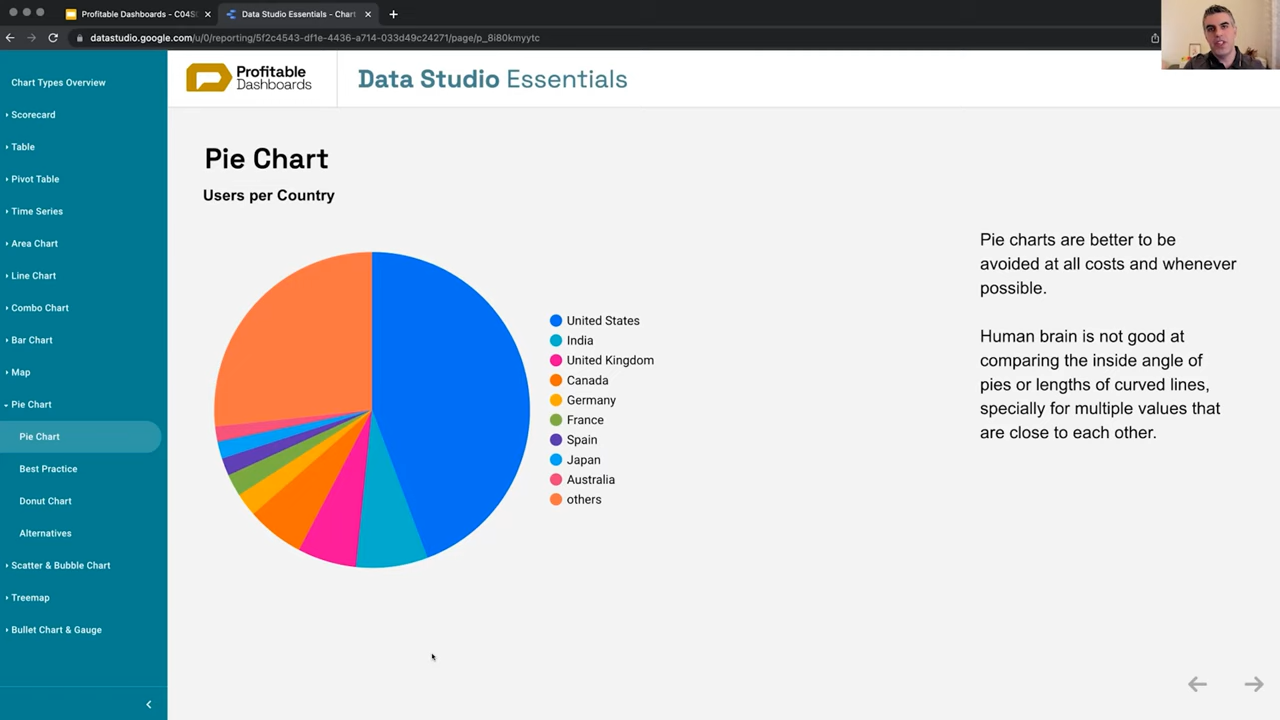 Profitable Dashboards - C04S
Data Studio Essentials - Chart
datastudio.google.com/u/0/reporting/5f2c4543-df1e-4436-a714-033d49c24271/page/p_8i80kmyytc
Chart Types Overview
Scorecard
Table
Pivot Table
Time Series
Area Chart
Line Chart
Combo Chart
Bar Chart
Map
Pie Chart
Pie Chart
Best Practice
Donut Chart
Alternatives
Scatter & Bubble Chart
Treemap
Bullet Chart & Gauge
Profitable
Dashboards
Data Studio Essentials
Pie Chart
Users per Country
United States
India
United Kingdom
Canada
Germany
France
Spain
Japan
Australia
others
Pie charts are better to be
avoided at all costs and whenever
possible.
Human brain is not good at
comparing the inside angle of
pies or lengths of curved lines,
specially for multiple values that
are close to each other.